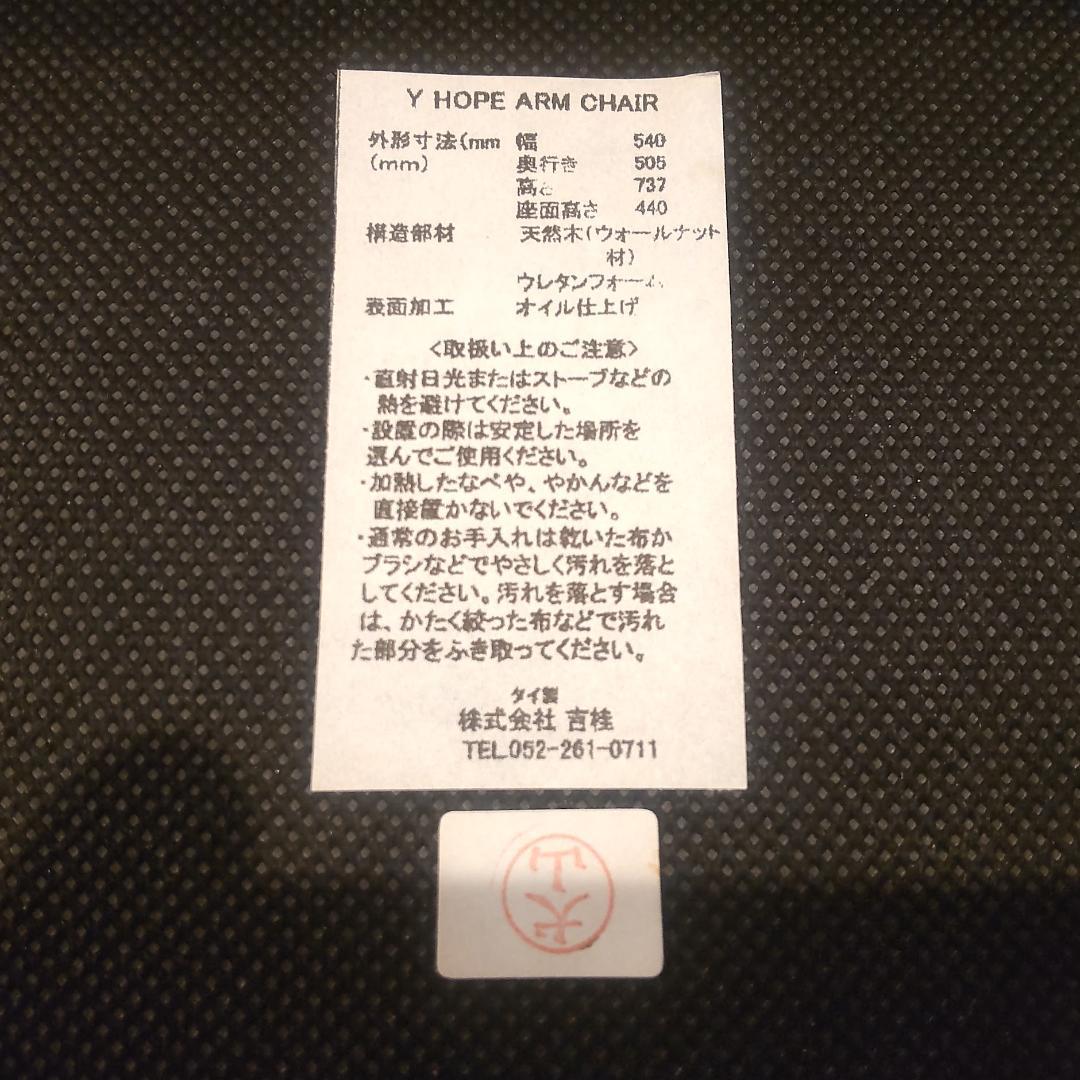 Y HOPE ARM CHAIR
外形寸法(mm 幅 540
(mm) 奥行き 505
高さ 737
座面高さ 440
構造部材 天然木(ウォールナット
材)
ウレタンフォーム
表面加工 オイル仕上げ
<取扱い上のご注意>
・直射日光またはストーブなどの
熱を避けてください。
・設置の際は安定した場所を
選んでご使用ください。
・加熱したなべや、やかんなどを
直接置かないでください。
・通常のお手入れは乾いた布か
ブラシなどでやさしく汚れを落と
してください。汚れを落とす場合
は、かたく絞った布などで汚れ
た部分をふき取ってください。
タイ製
株式会社 吉桂
TEL052-261-0711
犬山